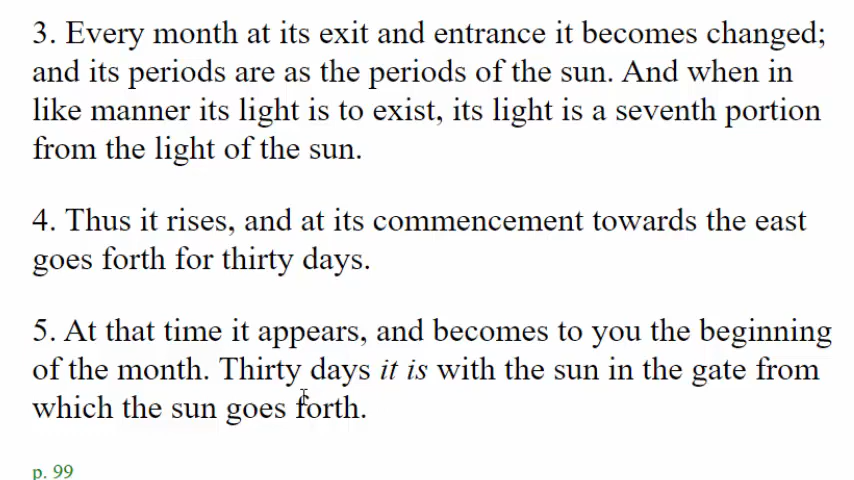 3. Every month at its exit and entrance it becomes changed;
and its periods are as the periods of the sun. And when in
like manner its light is to exist, its light is a seventh portion
from the light of the sun.
4. Thus it rises, and at its commencement towards the east
goes forth for thirty days.
5. At that time it appears, and becomes to you the beginning
of the month. Thirty days it is with the sun in the gate from
which the sun goes forth.
p. 99